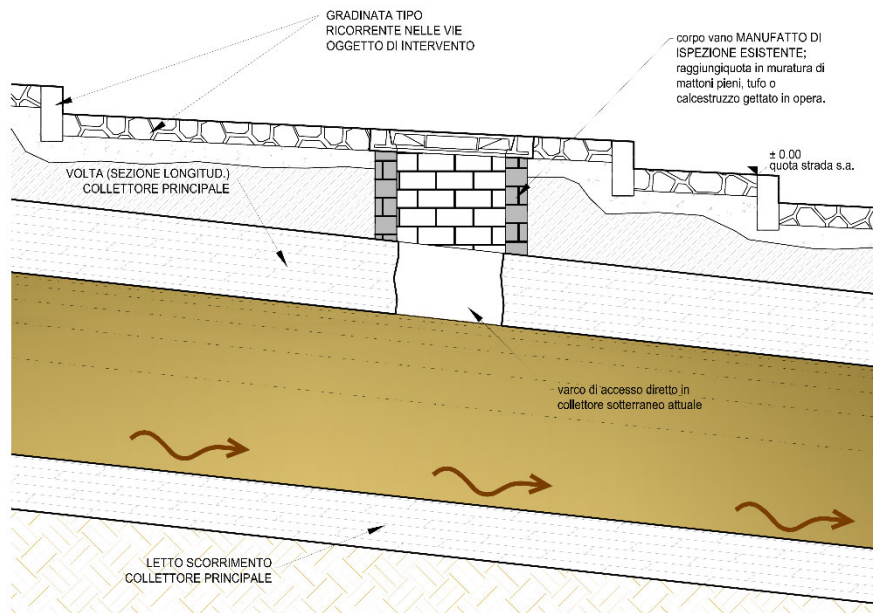 GRADINATA TIPO
RICORRENTE NELLE VIE
OGGETTO DI INTERVENTO
corpo vano MANUFATTO DI
ISPEZIONE ESISTENTE;
raggiungiquota in muratura di
mattoni pieni, tufo o
calcestruzzo gettato in opera.
± 0.00
quota strada s.a.
VOLTA (SEZIONE LONGITUD.)
COLLETTORE PRINCIPALE
varco di accesso diretto in
collettore sotterraneo attuale
LETTO SCORRIMENTO
COLLETTORE PRINCIPALE